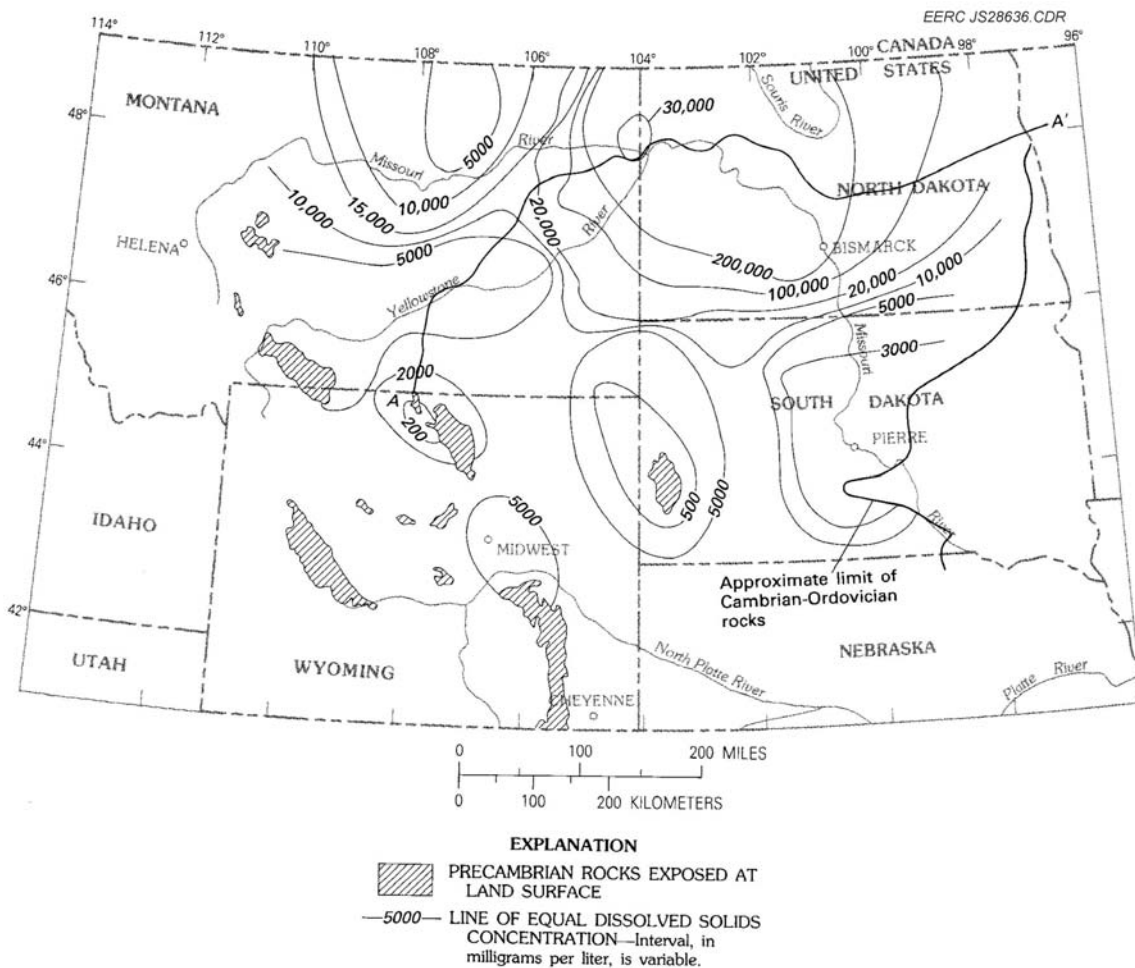 EERC JS28636.CDR
114°
112°
110°
108°
106°
104°
102°
100°
98°
96°
CANADA
UNITED STATES
MONTANA
48°
46°
44°
42°
5000
30,000
Souris River
A'
Missouri
River
10,000
15,000
10,000
20,000
River
NORTH DAKOTA
HELENA
5000
BISMARCK
200,000
100,000
20,000
10,000
5000
Yellowstone
Missouri
3000
2000
A
200
SOUTH DAKOTA
PIERRE
500
5000
IDAHO
5000
MIDWEST
River
Approximate limit of
Cambrian-Ordovician
rocks
UTAH
WYOMING
North Platte River
NEBRASKA
Platte River
CHEYENNE
0 100 200 MILES
0 100 200 KILOMETERS
EXPLANATION
PRECAMBRIAN ROCKS EXPOSED AT
LAND SURFACE
—5000— LINE OF EQUAL DISSOLVED SOLIDS
CONCENTRATION—Interval, in
milligrams per liter, is variable.